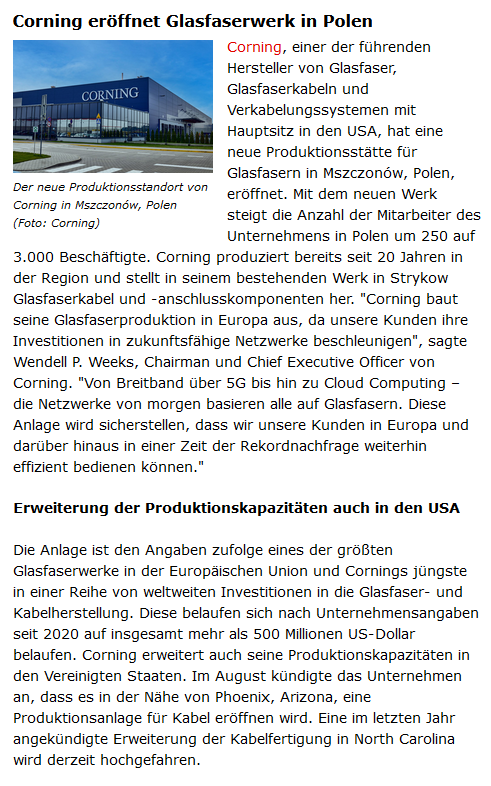 Corning eröffnet Glasfaserwerk in Polen
CORNING
Der neue Produktionsstandort von
Corning in Mszczonów, Polen
(Foto: Corning)
Corning, einer der führenden
Hersteller von Glasfaser,
Glasfaserkabeln und
Verkabelungssystemen mit
Hauptsitz in den USA, hat eine
neue Produktionsstätte für
Glasfasern in Mszczonów, Polen,
eröffnet. Mit dem neuen Werk
steigt die Anzahl der Mitarbeiter des
Unternehmens in Polen um 250 auf
3.000 Beschäftigte. Corning produziert bereits seit 20 Jahren in
der Region und stellt in seinem bestehenden Werk in Strykow
Glasfaserkabel und -anschlusskomponenten her. "Corning baut
seine Glasfaserproduktion in Europa aus, da unsere Kunden ihre
Investitionen in zukunftsfähige Netzwerke beschleunigen", sagte
Wendell P. Weeks, Chairman und Chief Executive Officer von
Corning. "Von Breitband über 5G bis hin zu Cloud Computing –
die Netzwerke von morgen basieren alle auf Glasfasern. Diese
Anlage wird sicherstellen, dass wir unsere Kunden in Europa und
darüber hinaus in einer Zeit der Rekordnachfrage weiterhin
effizient bedienen können."
Erweiterung der Produktionskapazitäten auch in den USA
Die Anlage ist den Angaben zufolge eines der größten
Glasfaserwerke in der Europäischen Union und Cornings jüngste
in einer Reihe von weltweiten Investitionen in die Glasfaser- und
Kabelherstellung. Diese belaufen sich nach Unternehmensangaben
seit 2020 auf insgesamt mehr als 500 Millionen US-Dollar
belaufen. Corning erweitert auch seine Produktionskapazitäten in
den Vereinigten Staaten. Im August kündigte das Unternehmen
an, dass es in der Nähe von Phoenix, Arizona, eine
Produktionsanlage für Kabel eröffnen wird. Eine im letzten Jahr
angekündigte Erweiterung der Kabelfertigung in North Carolina
wird derzeit hochgefahren.